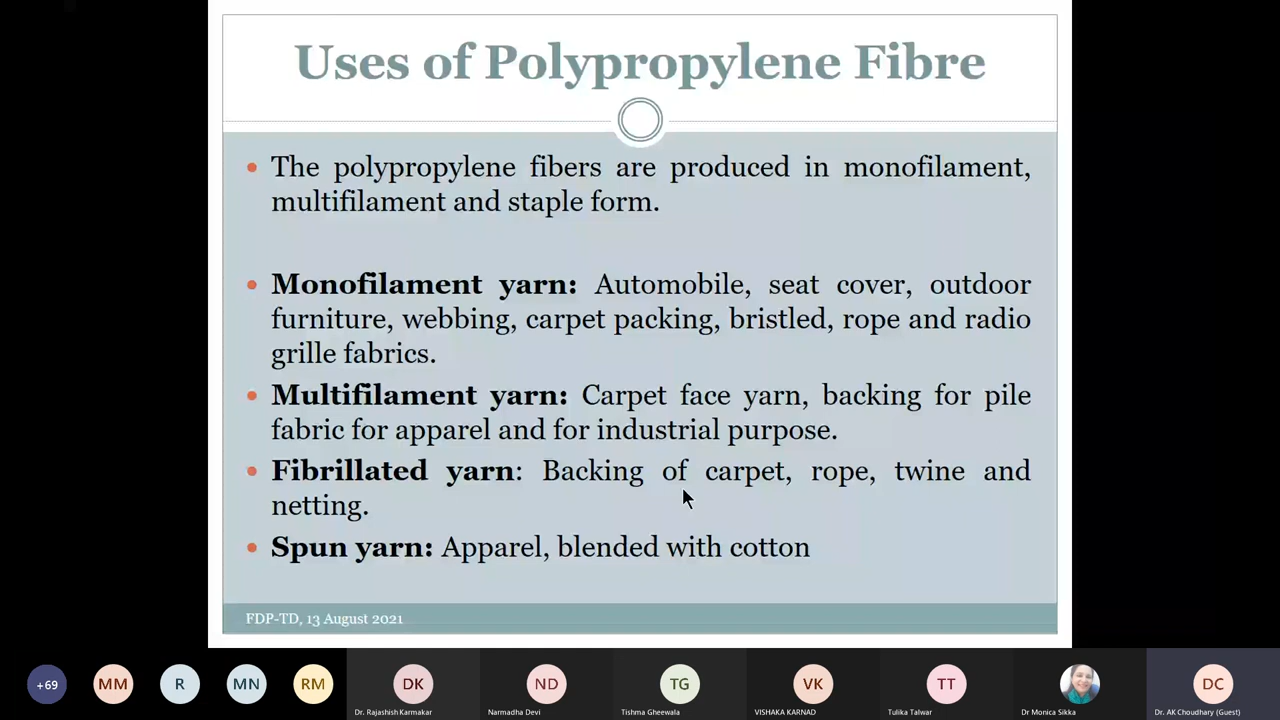 Uses of Polypropylene Fibre
The polypropylene fibers are produced in monofilament,
multifilament and staple form.
Monofilament yarn: Automobile, seat cover, outdoor
furniture, webbing, carpet packing, bristled, rope and radio
grille fabrics.
Multifilament yarn: Carpet face yarn, backing for pile
fabric for apparel and for industrial purpose.
Fibrillated yarn: Backing of carpet, rope, twine and
netting.
Spun yarn: Apparel, blended with cotton
FDP-TD, 13 August 2021
+69 MM R MN RM DK ND TG VK TT DC
Dr. Rajashish Karmakar Narmadha Devi Tishma Gheewala VISHAKA KARNAD Tulika Talwar Dr Monica Sikka Dr. AK Choudhary (Guest)